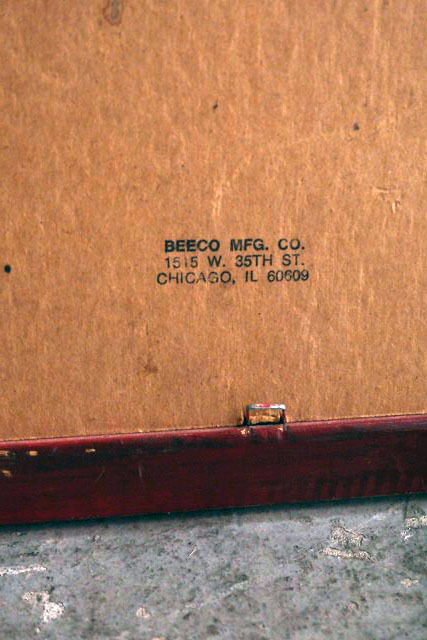 BEECO MFG. CO.
1515 W. 35TH ST.
CHICAGO, IL 60609